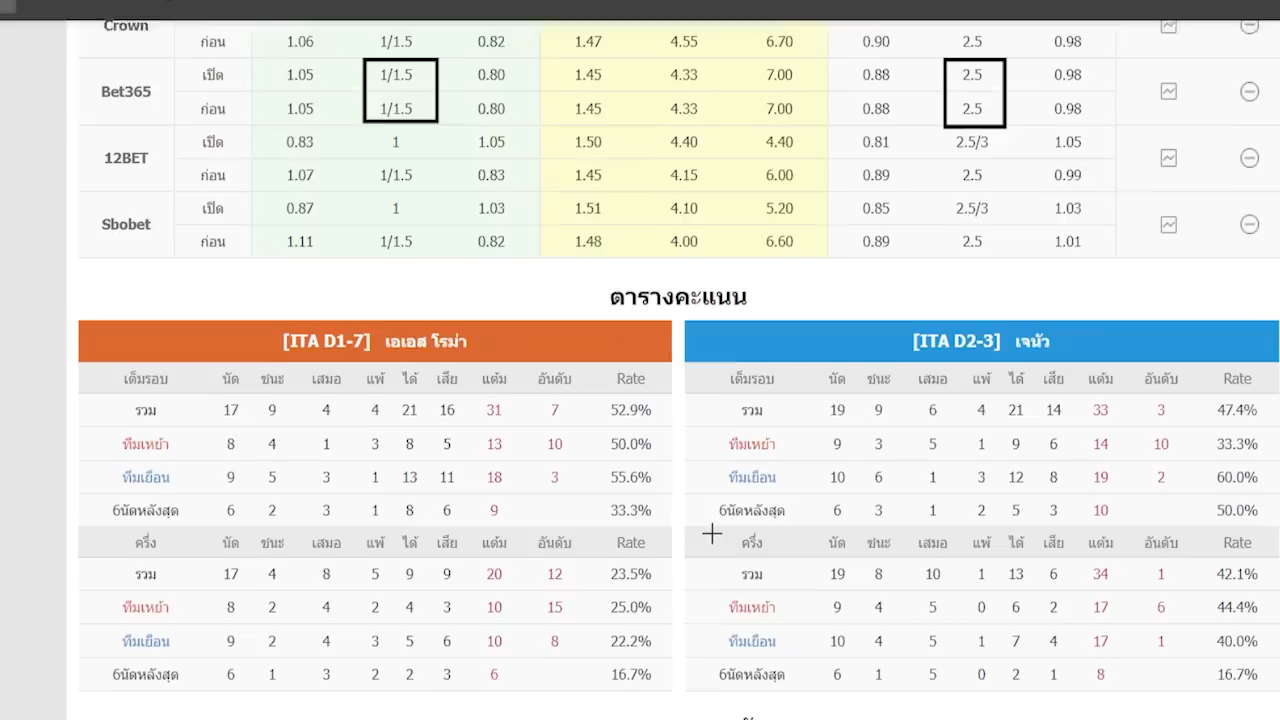 Crown
ก่อน 1.06 1/1.5 0.82 1.47 4.55 6.70 0.90 2.5 0.98
Bet365
เปิด 1.05 1/1.5 0.80 1.45 4.33 7.00 0.88 2.5 0.98
ก่อน 1.05 1/1.5 0.80 1.45 4.33 7.00 0.88 2.5 0.98
12BET
เปิด 0.83 1 1.05 1.50 4.40 4.40 0.81 2.5/3 1.05
ก่อน 1.07 1/1.5 0.83 1.45 4.15 6.00 0.89 2.5 0.99
Sbobet
เปิด 0.87 1 1.03 1.51 4.10 5.20 0.85 2.5/3 1.03
ก่อน 1.11 1/1.5 0.82 1.48 4.00 6.60 0.89 2.5 1.01
ตารางคะแนน
[ITA D1-7] เอเอส โรม่า
เต็มรอบ นัด ชนะ เสมอ แพ้ ได้ เสีย แต้ม อันดับ Rate
รวม 17 9 4 4 21 16 31 7 52.9%
ทีมเหย้า 8 4 1 3 8 5 13 10 50.0%
ทีมเยือน 9 5 3 1 13 11 18 3 55.6%
6นัดหลังสุด 6 2 3 1 8 6 9 33.3%
ครึ่ง นัด ชนะ เสมอ แพ้ ได้ เสีย แต้ม อันดับ Rate
รวม 17 4 8 5 9 9 20 12 23.5%
ทีมเหย้า 8 2 4 2 4 3 10 15 25.0%
ทีมเยือน 9 2 4 3 5 6 10 8 22.2%
6นัดหลังสุด 6 1 3 2 2 3 6 16.7%
[ITA D2-3] เจนัว
เต็มรอบ นัด ชนะ เสมอ แพ้ ได้ เสีย แต้ม อันดับ Rate
รวม 19 9 6 4 21 14 33 3 47.4%
ทีมเหย้า 9 3 5 1 9 6 14 10 33.3%
ทีมเยือน 10 6 1 3 12 8 19 2 60.0%
6นัดหลังสุด 6 3 1 2 5 3 10 50.0%
ครึ่ง นัด ชนะ เสมอ แพ้ ได้ เสีย แต้ม อันดับ Rate
รวม 19 8 10 1 13 6 34 1 42.1%
ทีมเหย้า 9 4 5 0 6 2 17 6 44.4%
ทีมเยือน 10 4 5 1 7 4 17 1 40.0%
6นัดหลังสุด 6 1 5 0 2 1 8 16.7%